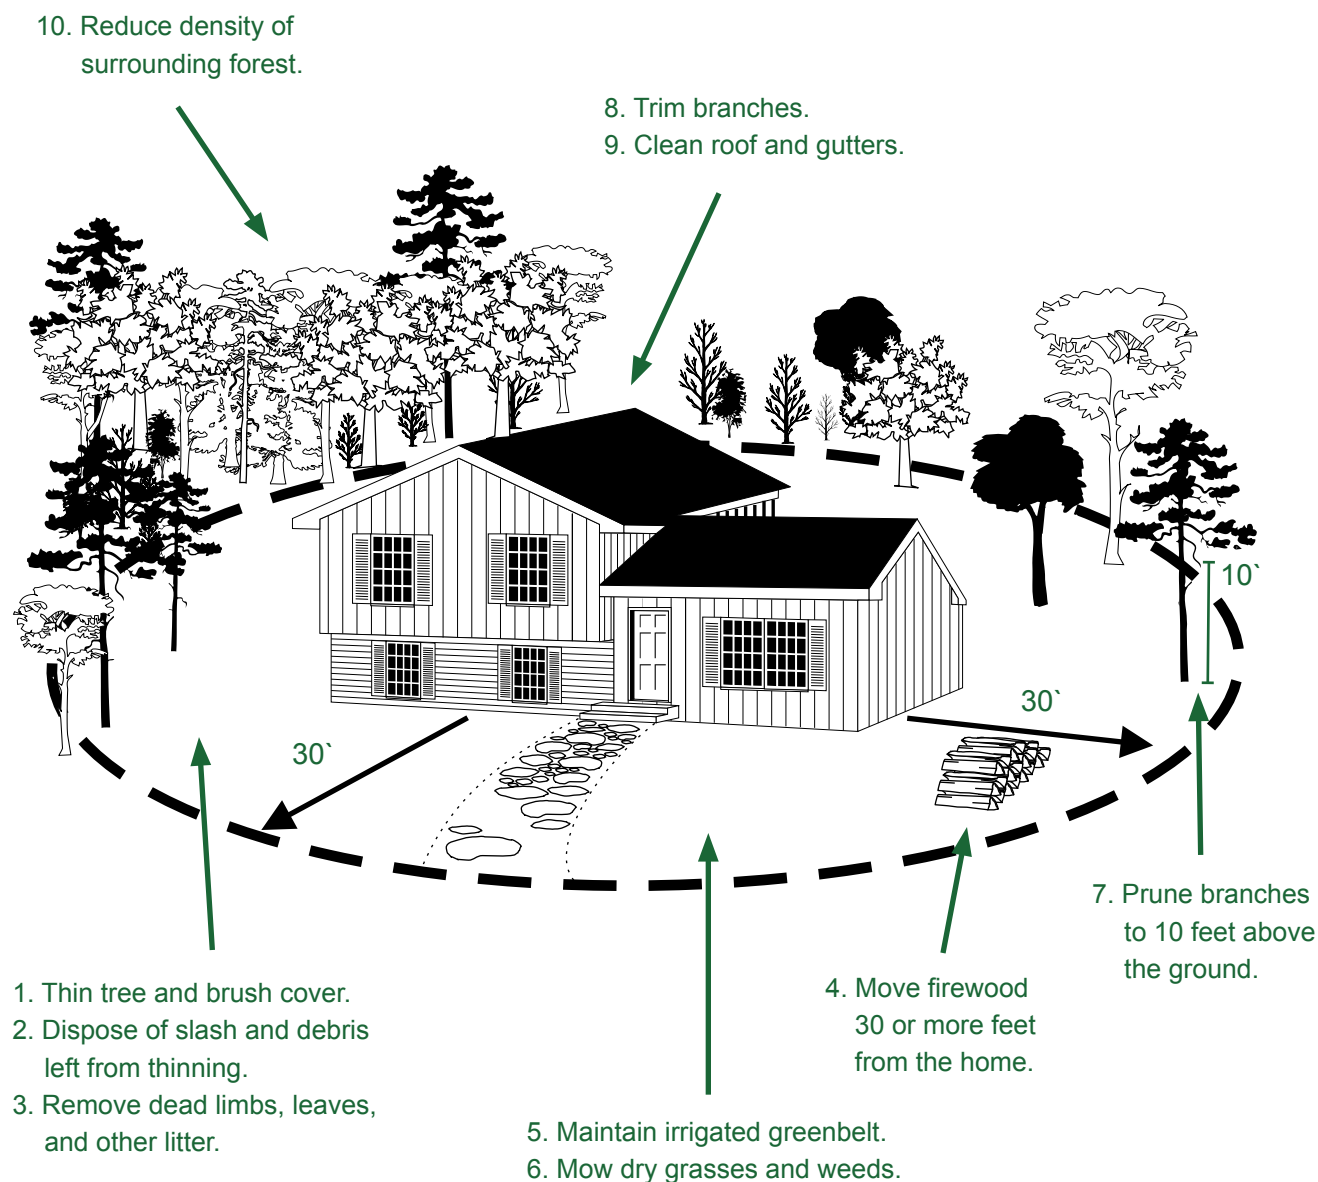 10. Reduce density of
surrounding forest.
8. Trim branches.
9. Clean roof and gutters.
10`
30`
30`
7. Prune branches
to 10 feet above
the ground.
4. Move firewood
30 or more feet
from the home.
1. Thin tree and brush cover.
2. Dispose of slash and debris
left from thinning.
3. Remove dead limbs, leaves,
and other litter.
5. Maintain irrigated greenbelt.
6. Mow dry grasses and weeds.